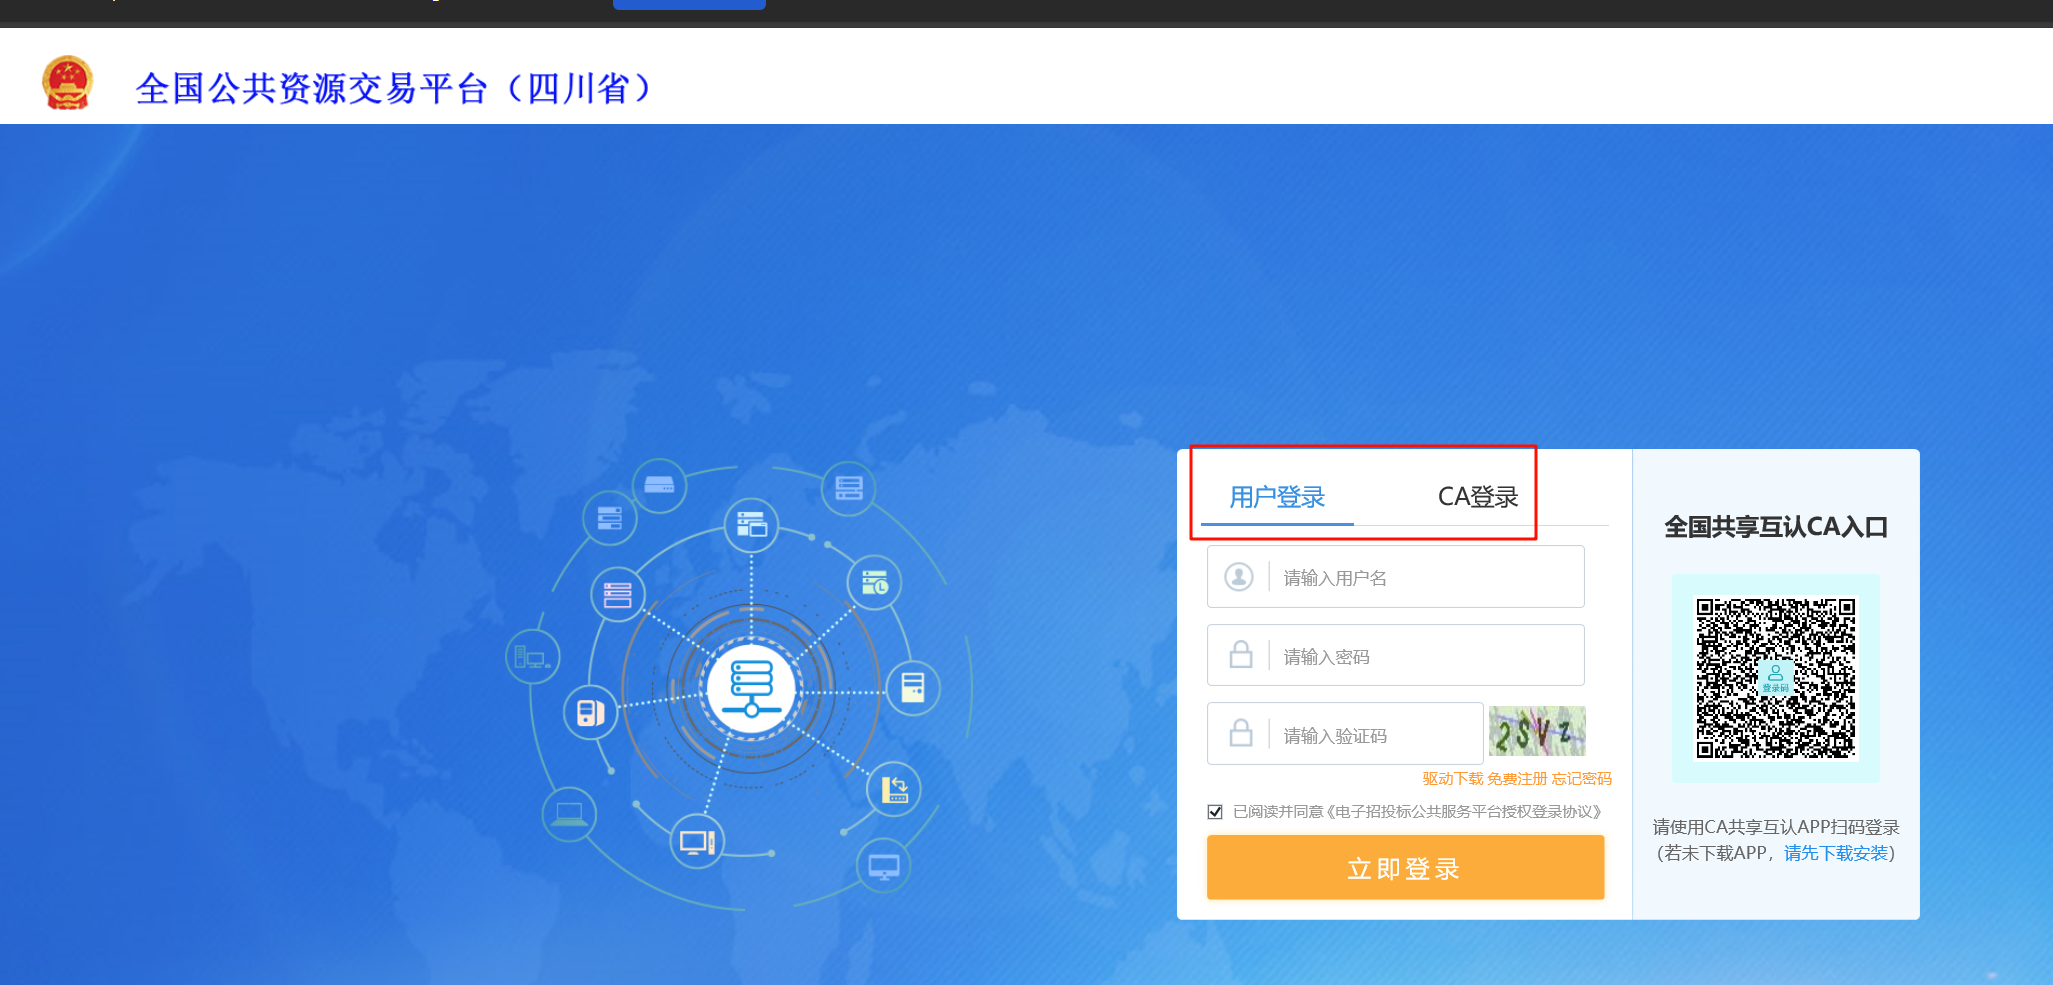 全国公共资源交易平台（四川省）
用户登录 CA登录
请输入用户名
请输入密码
请输入验证码 2SVZ
驱动下载 免费注册 忘记密码
已阅读并同意《电子招投标公共服务平台授权登录协议》
立即登录
全国共享互认CA入口
登录码
请使用CA共享互认APP扫码登录
（若未下载APP，请先下载安装）